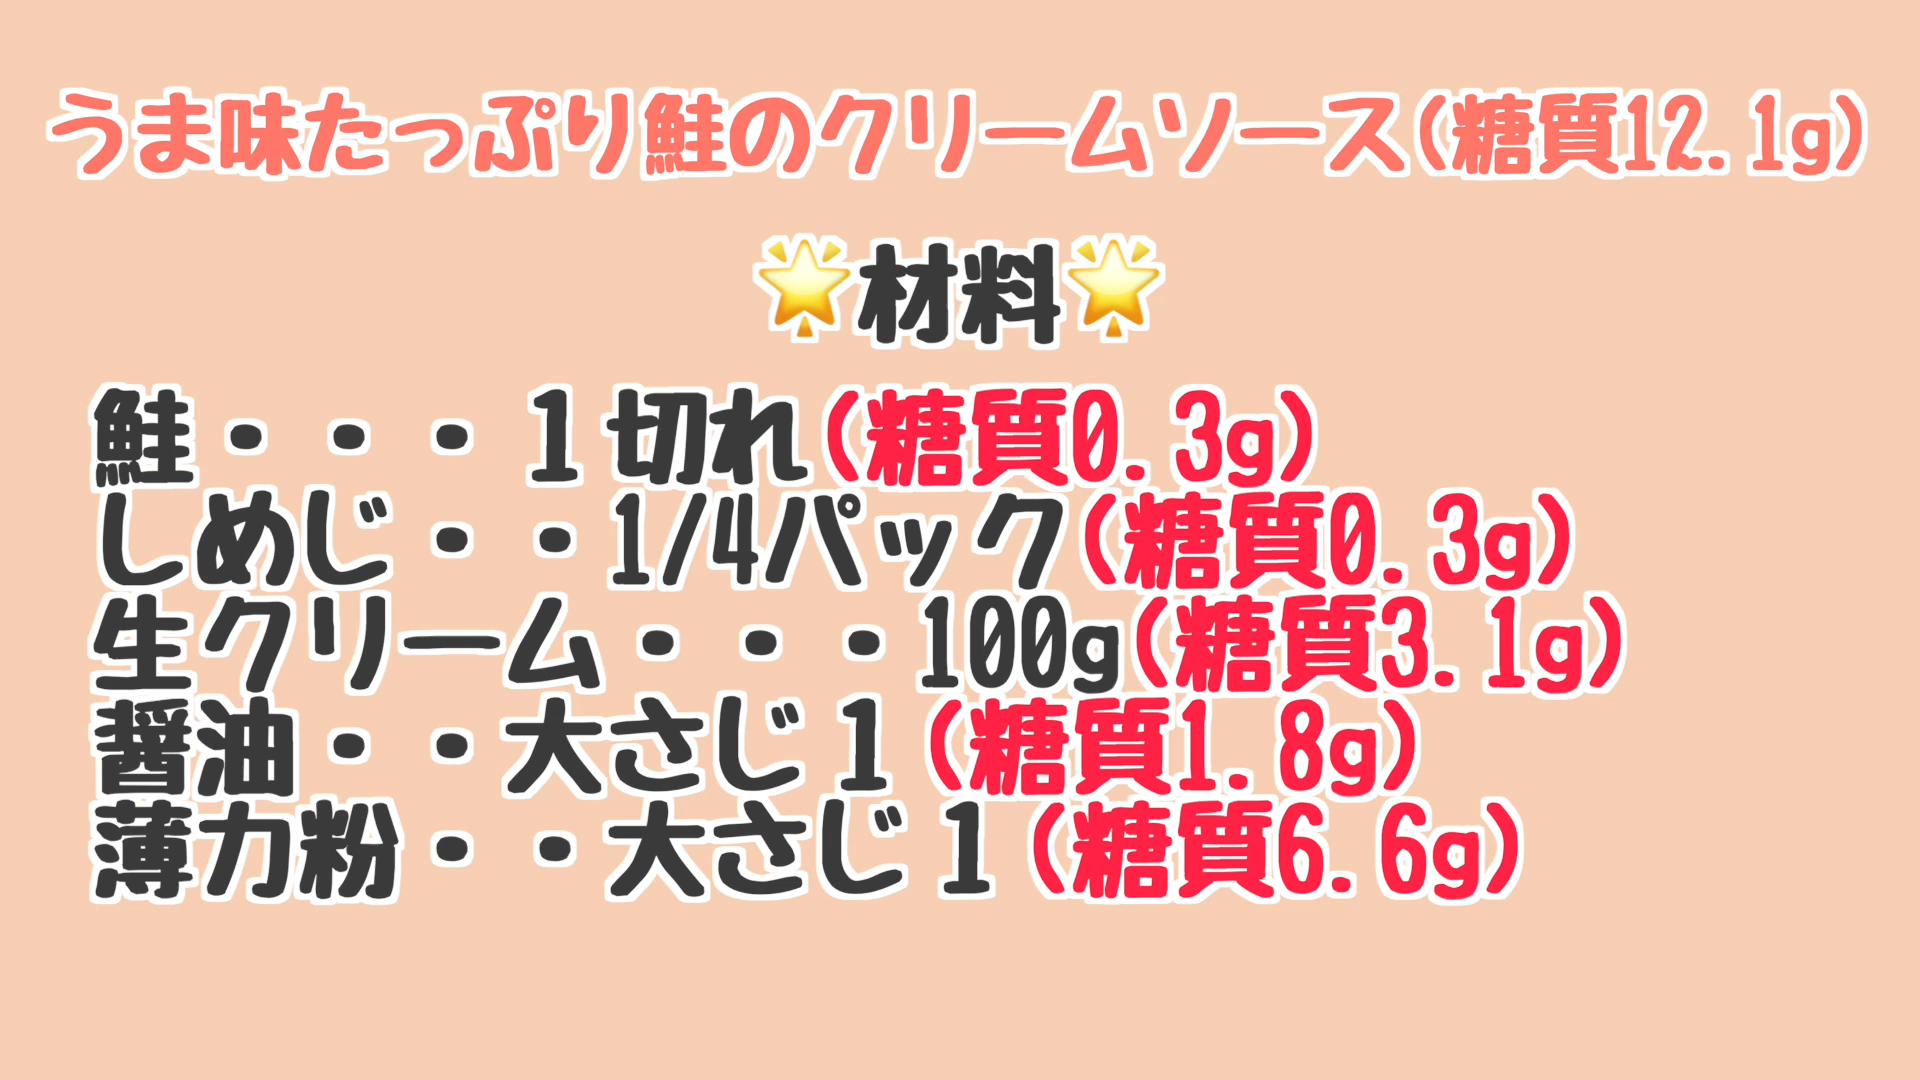 うま味たっぷり鮭のクリームソース(糖質12.1g)
🌟材料🌟
鮭・・・１切れ(糖質0.3g)
しめじ・・1/4パック(糖質0.3g)
生クリーム・・・100g(糖質3.1g)
醤油・・大さじ１(糖質1.8g)
薄力粉・・大さじ１(糖質6.6g)